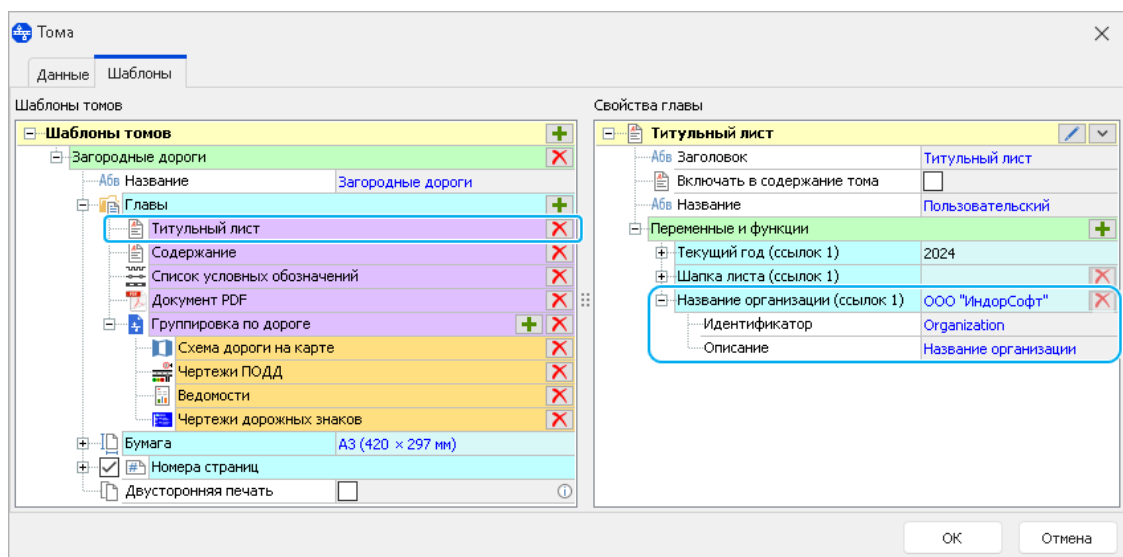 Тома
Данные Шаблоны
Шаблоны томов
Шаблоны томов
Загородные дороги
Абв Название Загородные дороги
Главы
Титульный лист
Содержание
Список условных обозначений
Документ PDF
Группировка по дороге
Схема дороги на карте
Чертежи ПОДД
Ведомости
Чертежи дорожных знаков
Бумага А3 (420 × 297 мм)
Номера страниц
Двусторонняя печать
Свойства главы
Титульный лист
Абв Заголовок Титульный лист
Включать в содержание тома
Абв Название Пользовательский
Переменные и функции
Текущий год (ссылок 1) 2024
Шапка листа (ссылок 1)
Название организации (ссылок 1) ООО "ИндорСофт"
Идентификатор Organization
Описание Название организации
ОК Отмена